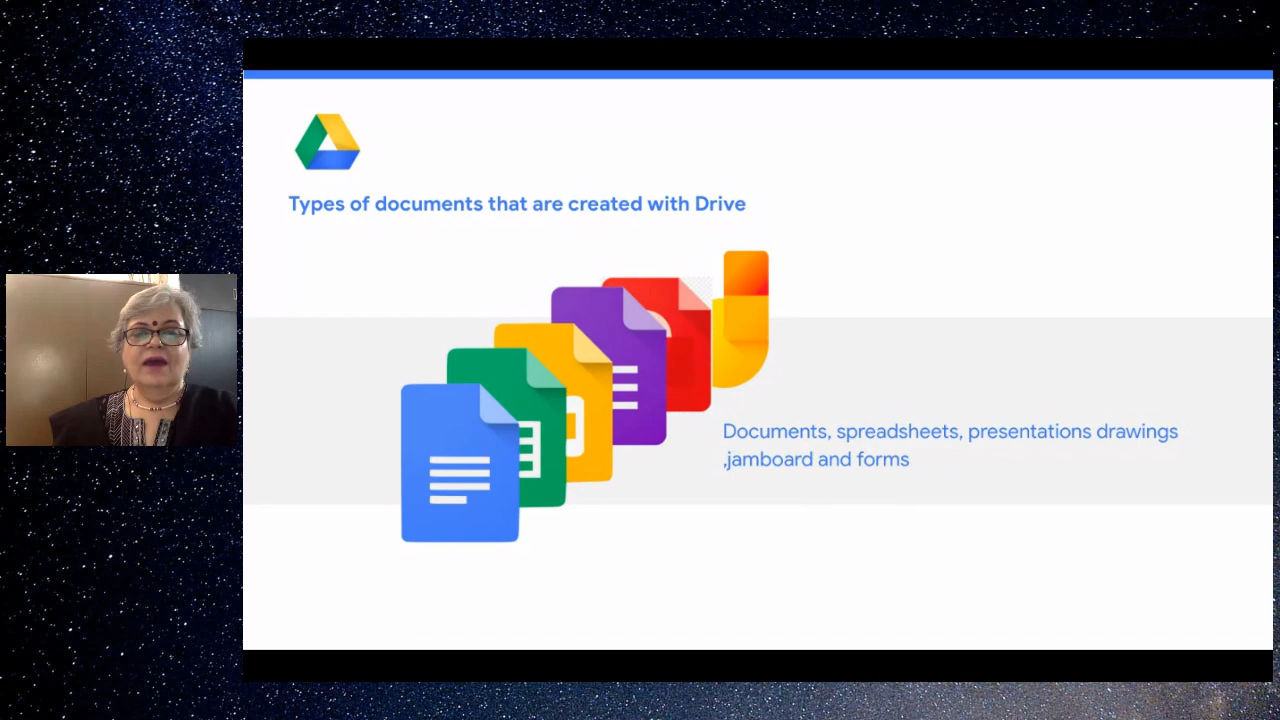 Types of documents that are created with Drive
Documents, spreadsheets, presentations drawings
,jamboard and forms